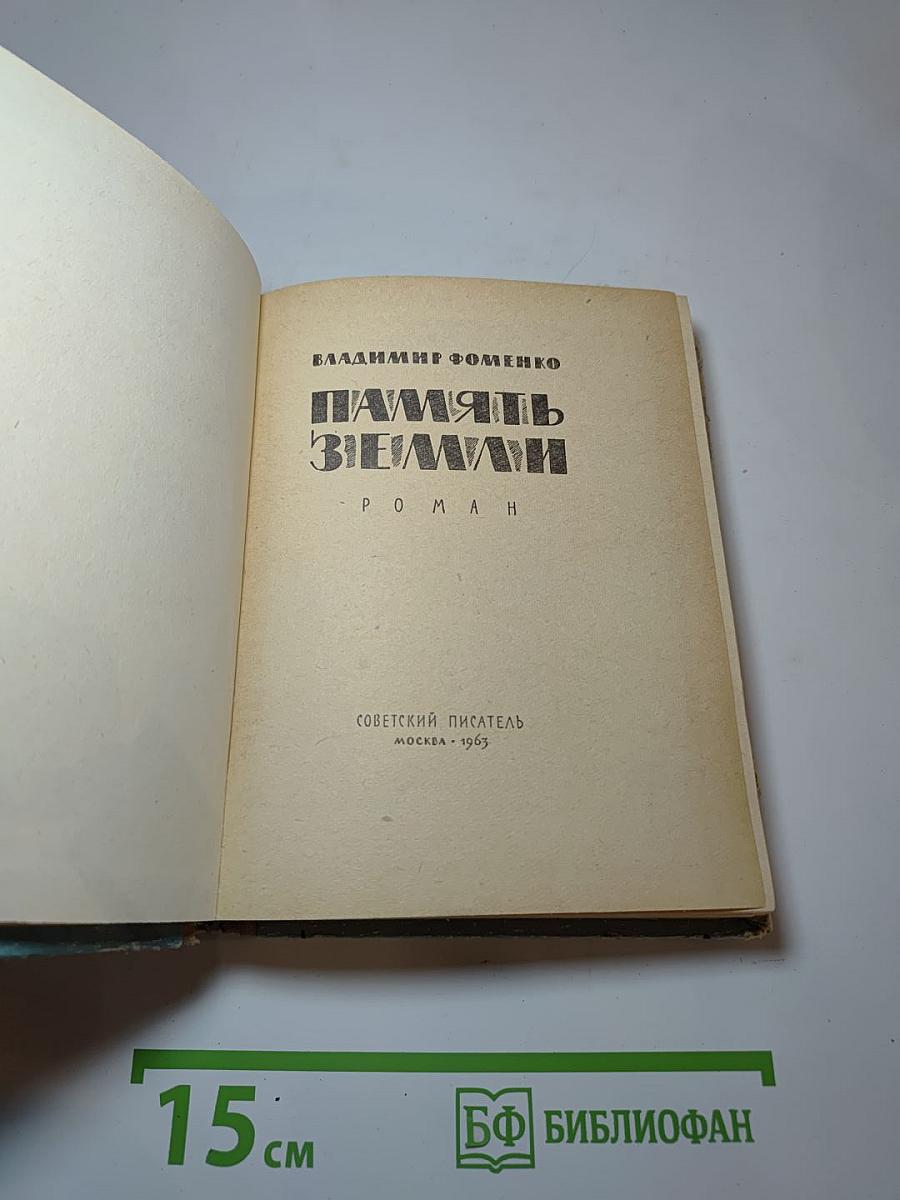 ВЛАДИМИР ФОМЕНКО
ПАМЯТЬ
ЗЕМЛИ
РОМАН
СОВЕТСКИЙ ПИСАТЕЛЬ
МОСКВА • 1963
15 см
БФ БИБЛИОФАН